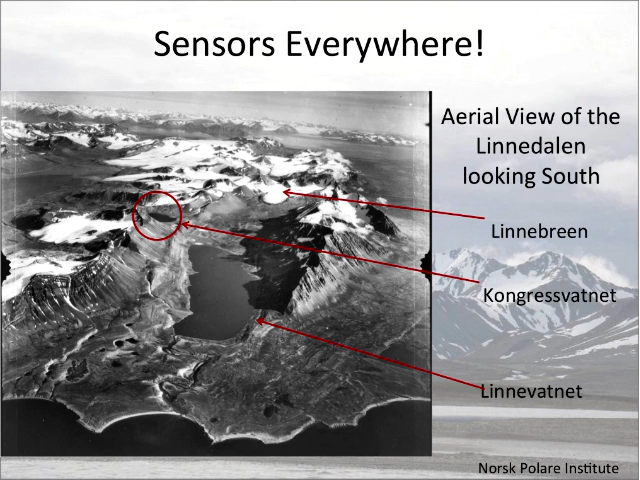 Sensors Everywhere!
Aerial View of the
Linnedalen
looking South
Linnebreen
Kongressvatnet
Linnevatnet
Norsk Polare Institute